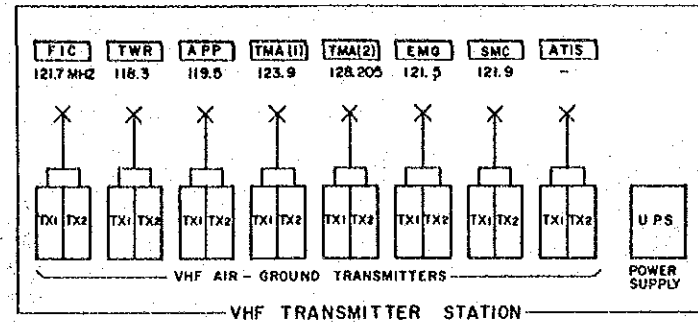 FIC TWR APP TMA(1) TMA(2) EMG SMC ATIS
121.7 MHZ 118.3 119.5 123.9 128.205 121.5 121.9 -
TX1 TX2 TX1 TX2 TX1 TX2 TX1 TX2 TX1 TX2 TX1 TX2 TX1 TX2 TX1 TX2 UPS
VHF AIR - GROUND TRANSMITTERS
POWER
SUPPLY
VHF TRANSMITTER STATION